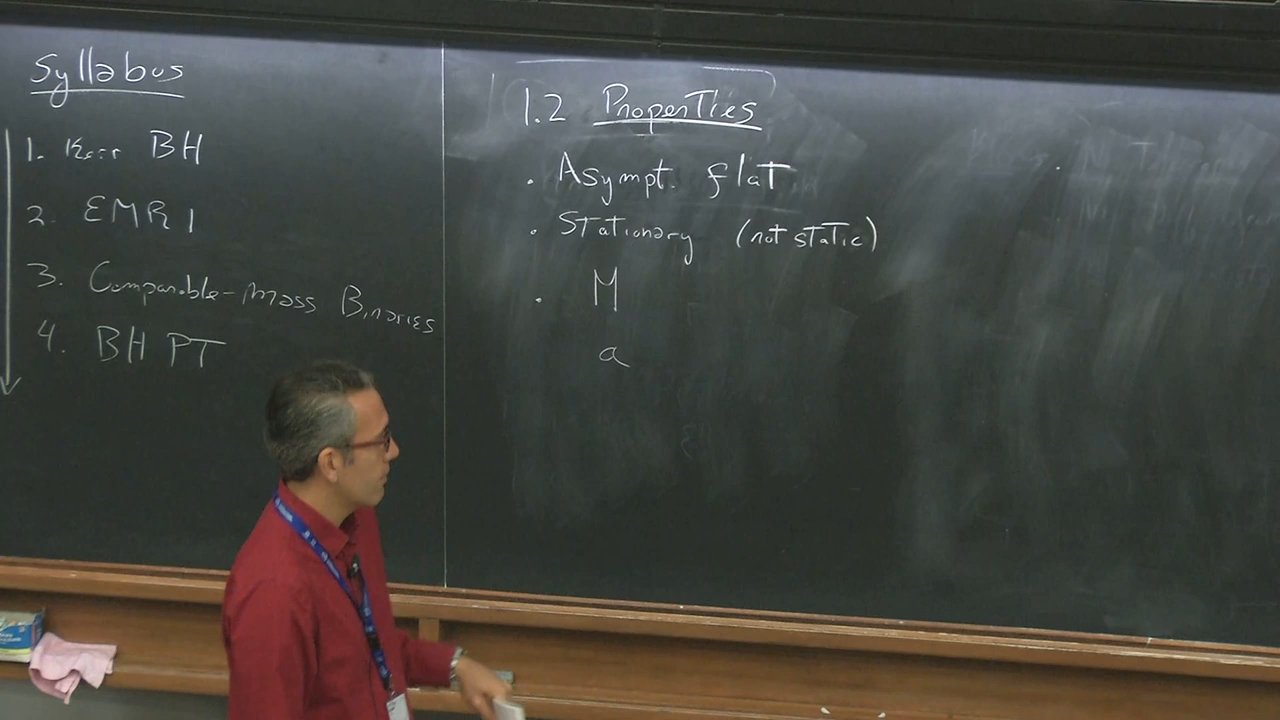 Syllabus
1. Kerr BH
2. EMRI
3. Comparable-Mass Binaries
4. BH PT
1.2 Properties
. Asympt. flat
. Stationary (not static)
. M
a